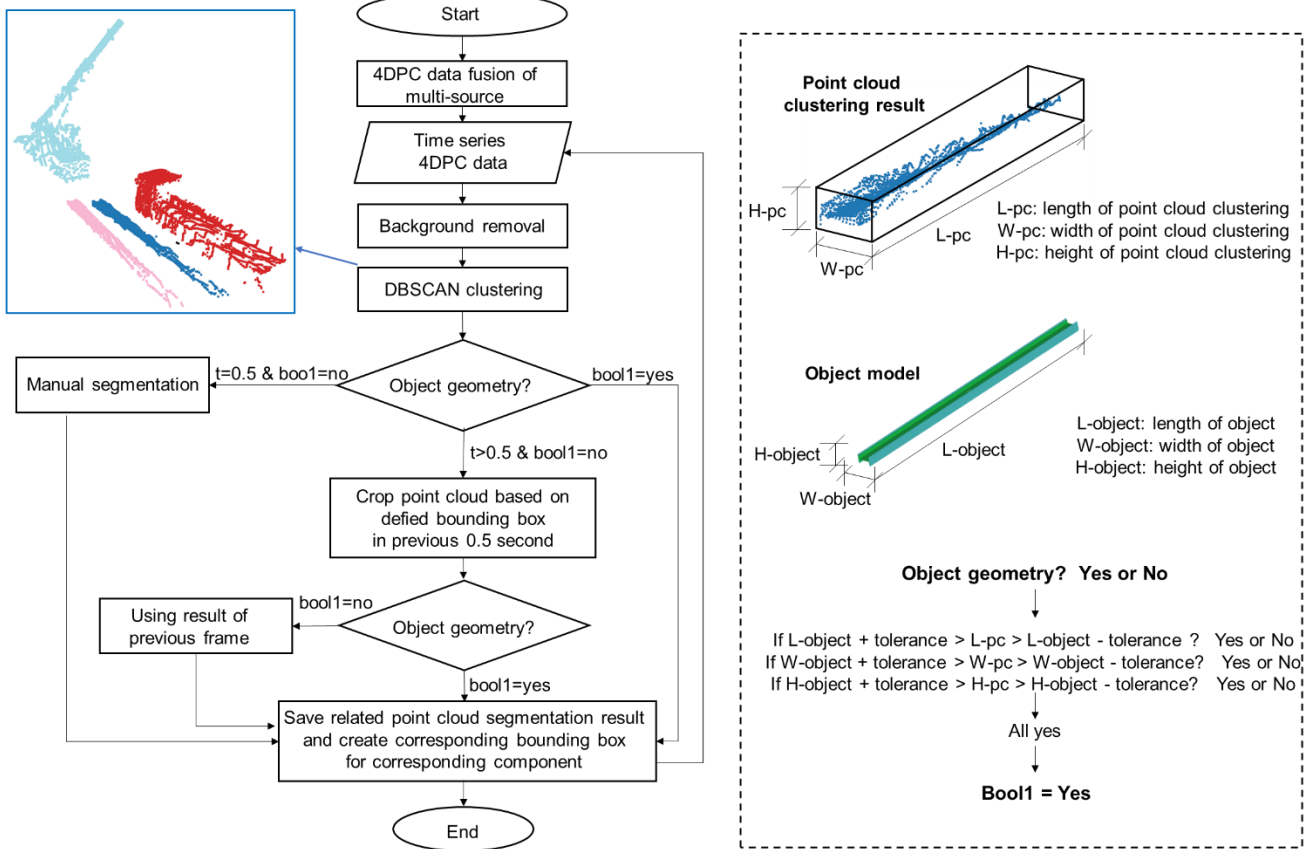 Start
4DPC data fusion of
multi-source
Time series
4DPC data
Background removal
DBSCAN clustering
Manual segmentation
t=0.5 & boo1=no
Object geometry?
bool1=yes
t>0.5 & bool1=no
Crop point cloud based on
defied bounding box
in previous 0.5 second
Using result of
previous frame
bool1=no
Object geometry?
bool1=yes
Save related point cloud segmentation result
and create corresponding bounding box
for corresponding component
End
Point cloud
clustering result
H-pc
W-pc
L-pc
L-pc: length of point cloud clustering
W-pc: width of point cloud clustering
H-pc: height of point cloud clustering
Object model
H-object
W-object
L-object
L-object: length of object
W-object: width of object
H-object: height of object
Object geometry? Yes or No
If L-object + tolerance > L-pc > L-object - tolerance ? Yes or No
If W-object + tolerance > W-pc > W-object - tolerance? Yes or No
If H-object + tolerance > H-pc > H-object - tolerance? Yes or No
All yes
Bool1 = Yes